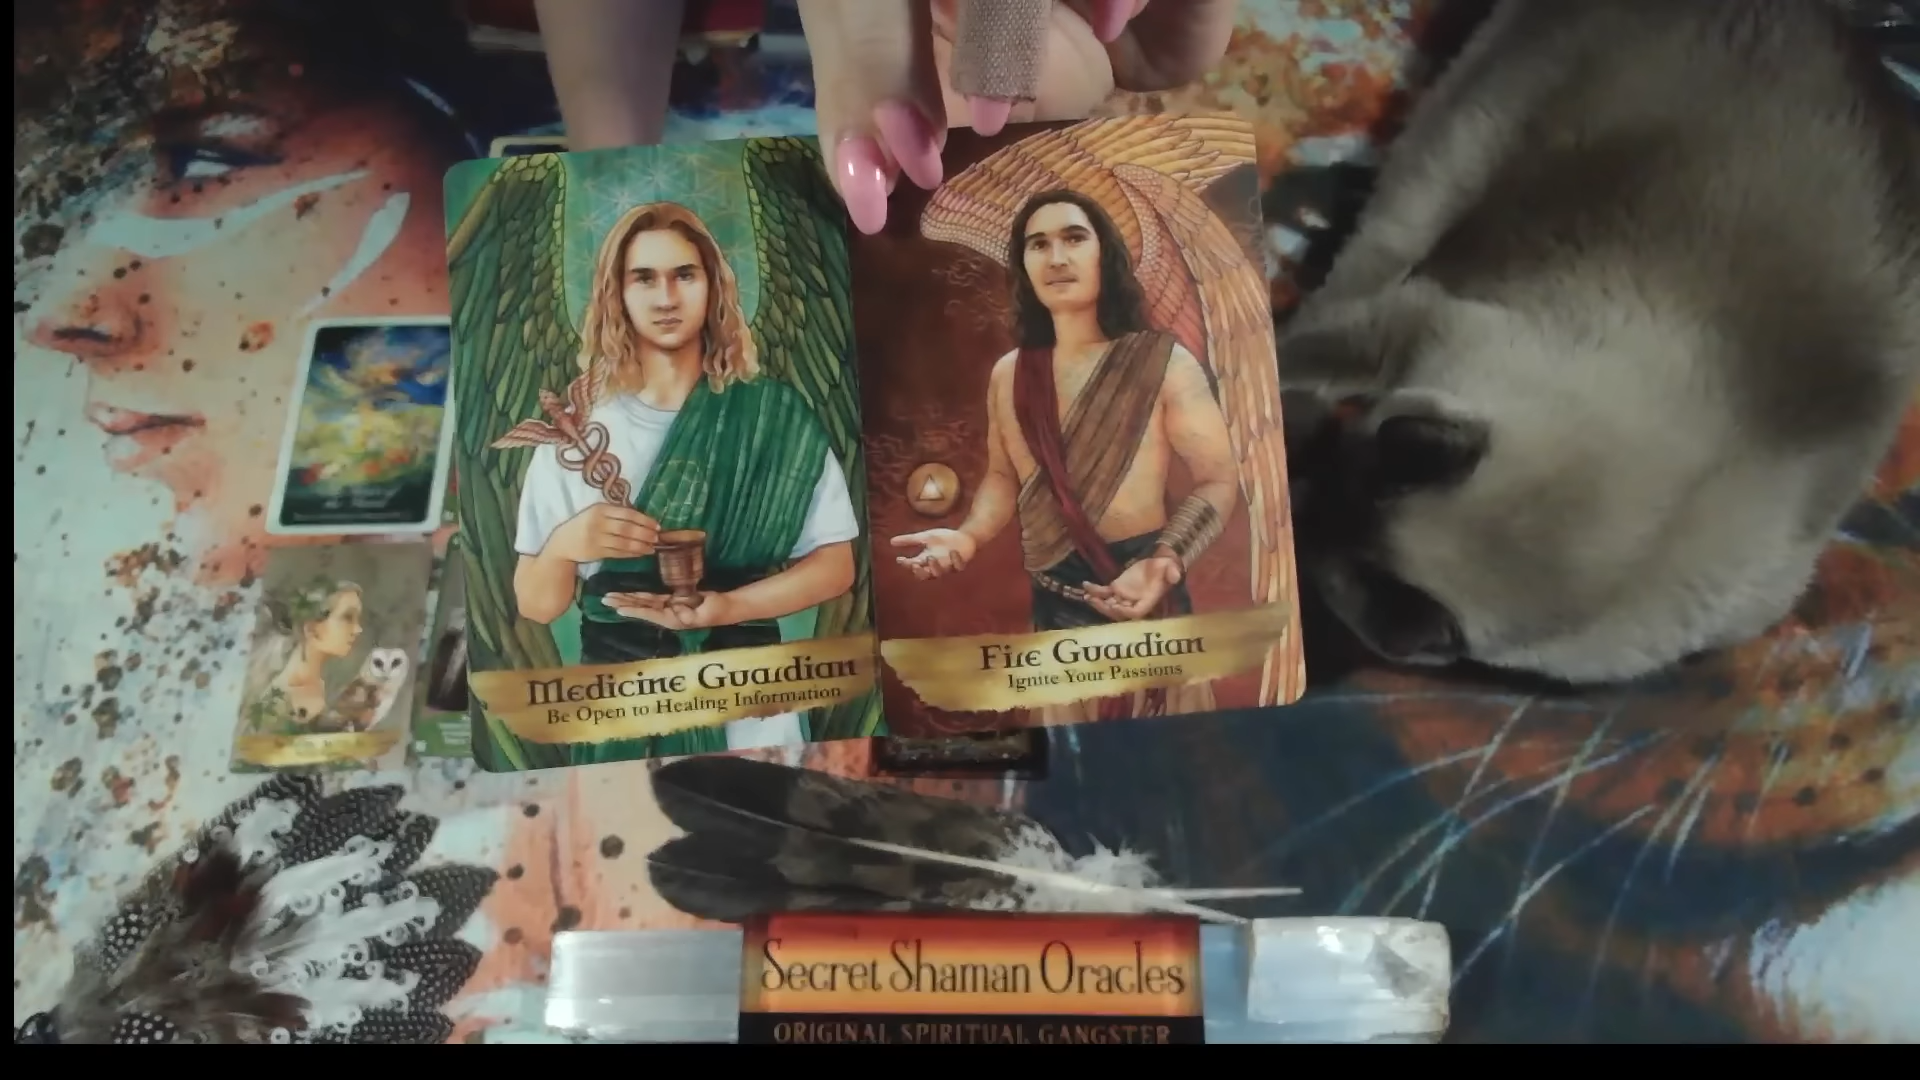 Medicine Guardian
Be Open to Healing Information
Fire Guardian
Ignite Your Passions
Secret Shaman Oracles
ORIGINAL SPIRITUAL GANGSTER